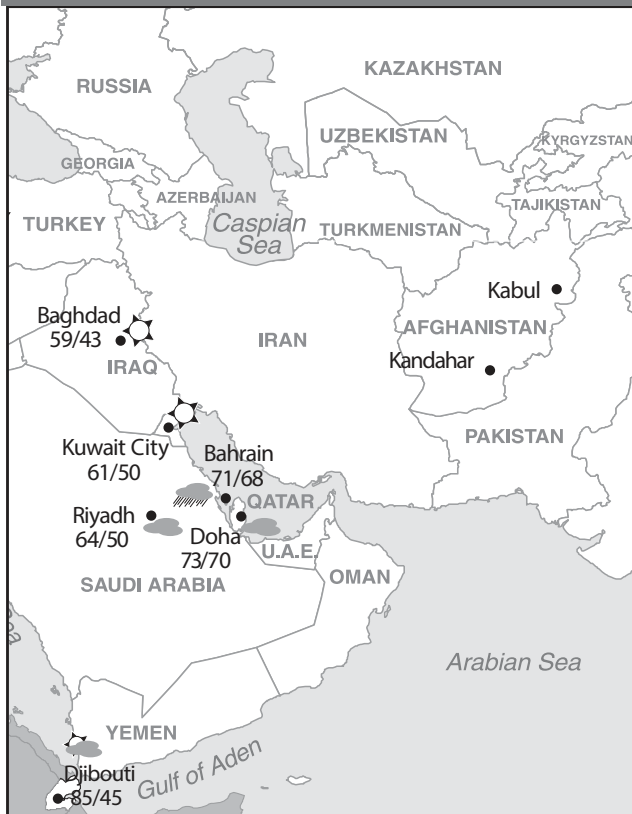 KAZAKHSTAN
RUSSIA
UZBEKISTAN
KYRGYZSTAN
GEORGIA
AZERBAIJAN
TAJIKISTAN
TURKEY
Caspian
Sea
TURKMENISTAN
Kabul
Baghdad
59/43
IRAN
AFGHANISTAN
IRAQ
Kandahar
PAKISTAN
Kuwait City
61/50
Bahrain
71/68
QATAR
Riyadh
64/50
Doha
73/70
U.A.E.
SAUDI ARABIA
OMAN
Arabian Sea
YEMEN
Gulf of Aden
Djibouti
85/45